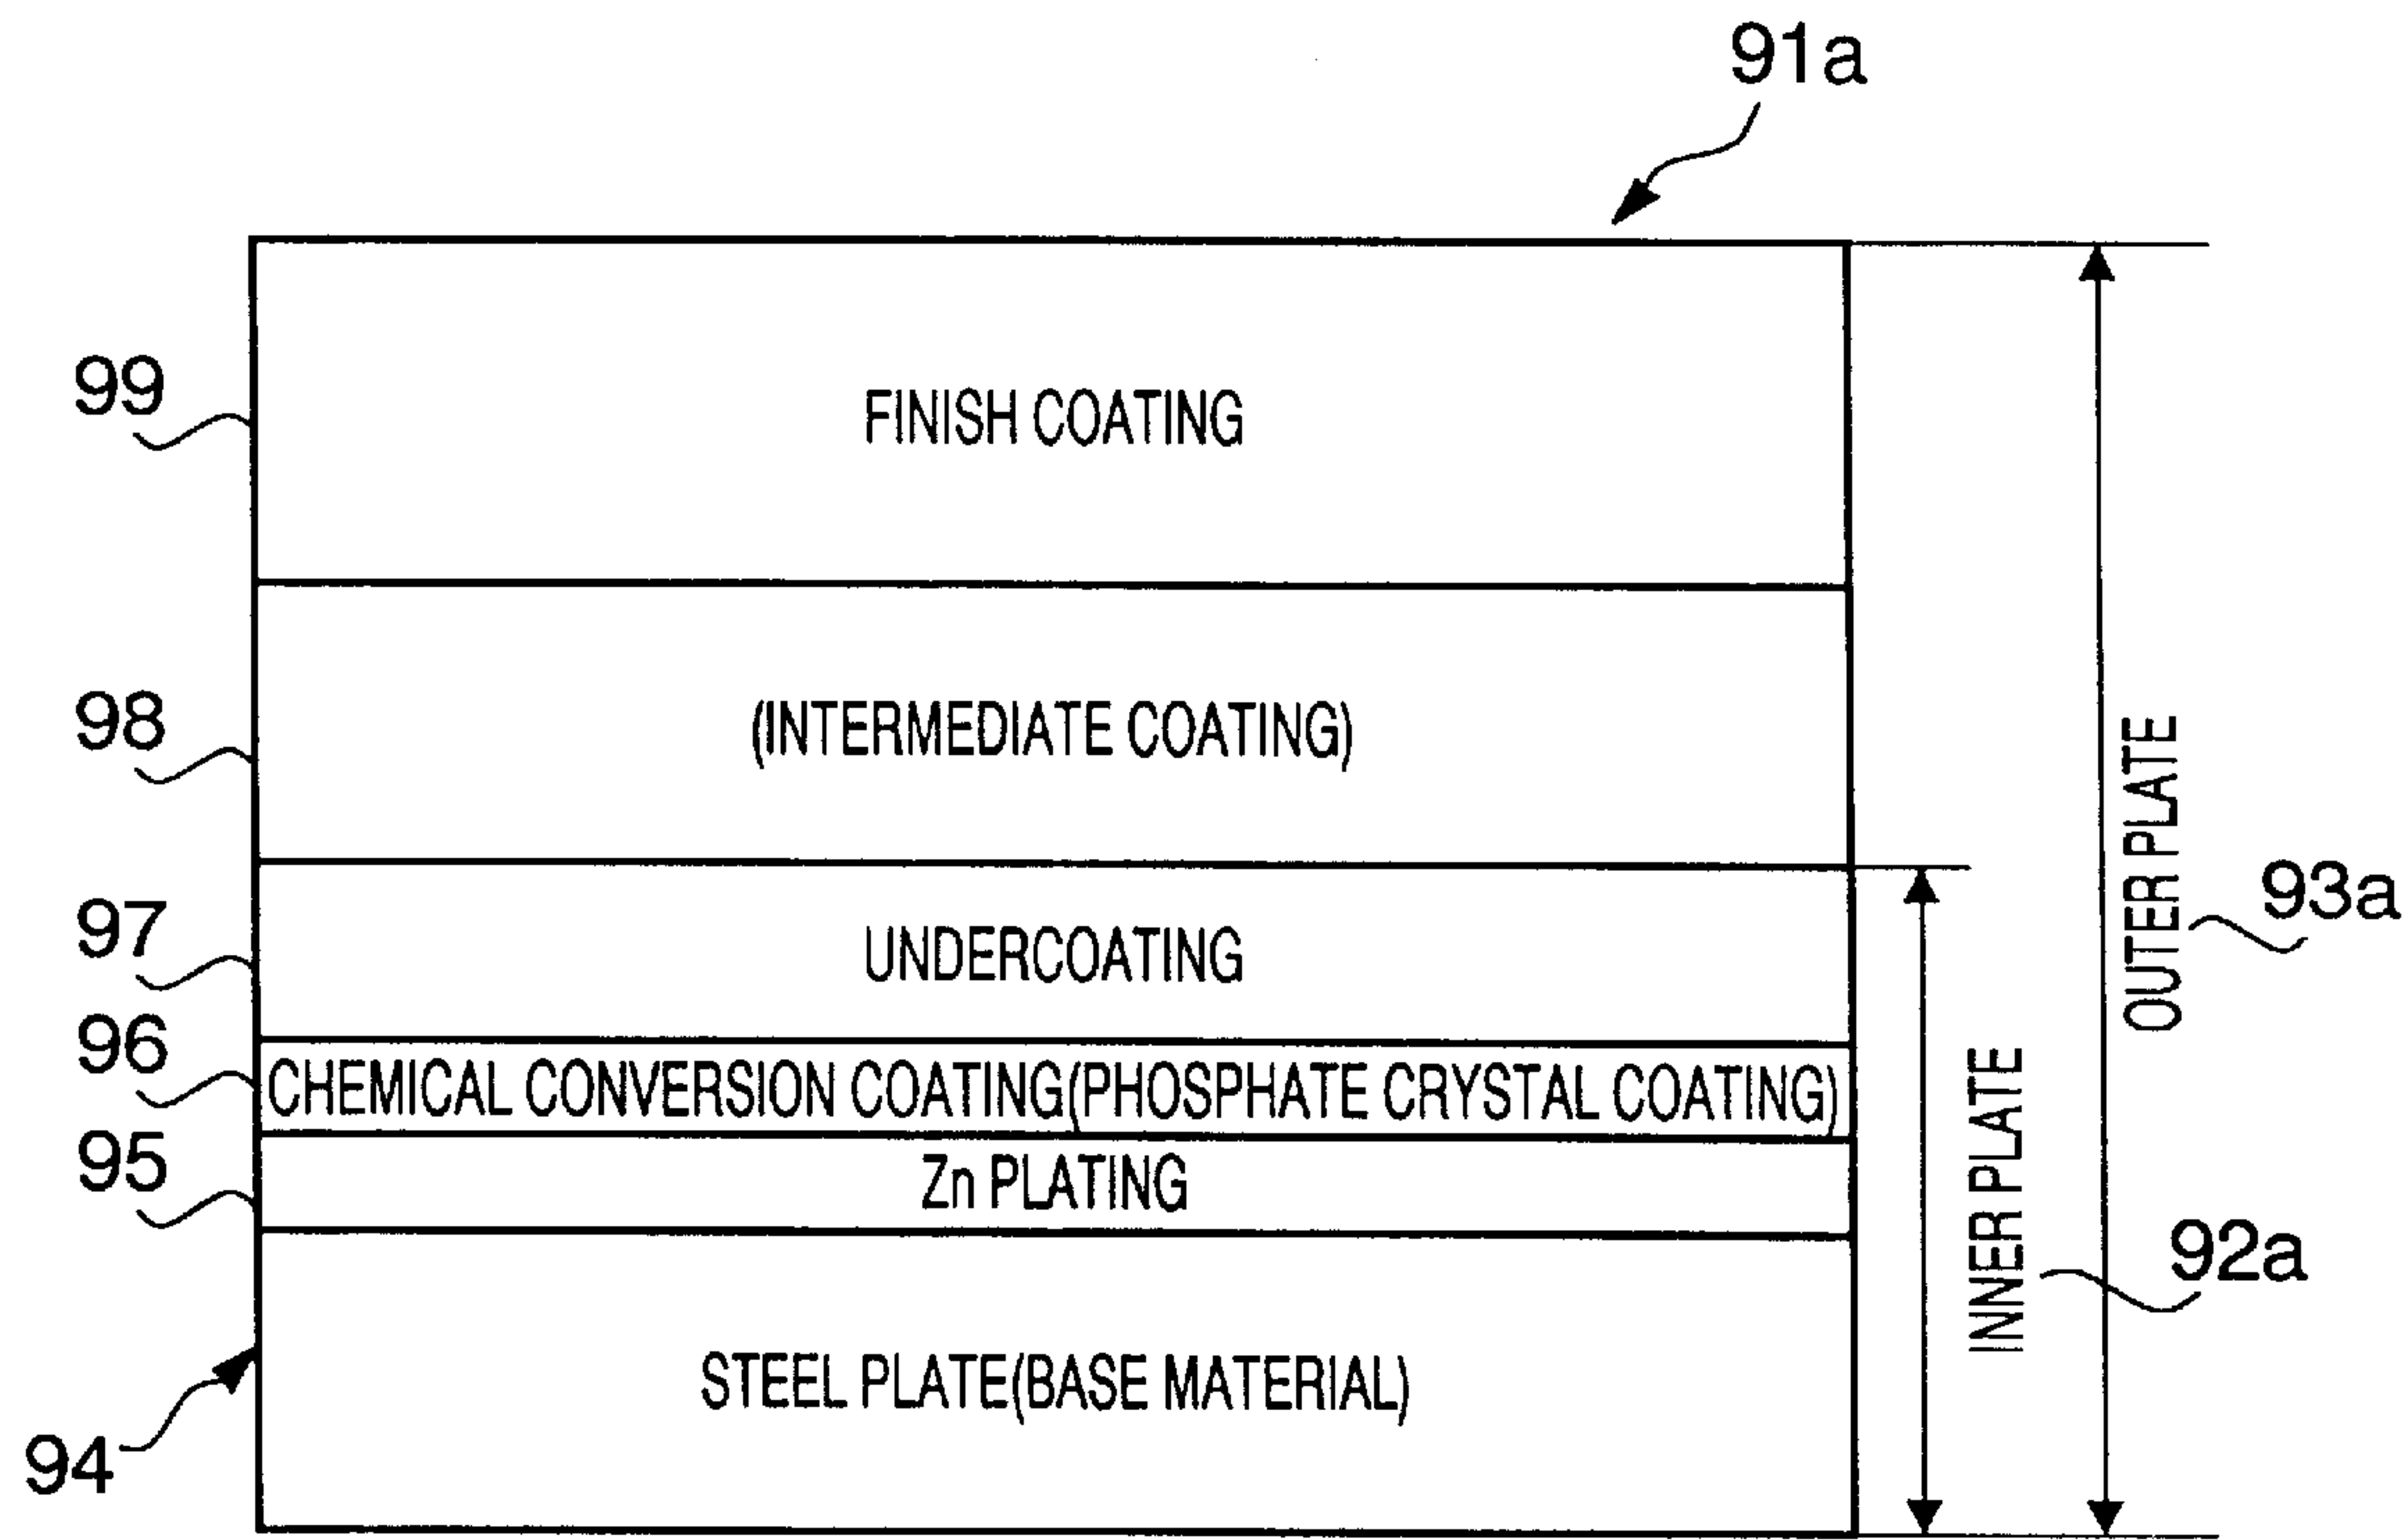 91a
99
FINISH COATING
98
(INTERMEDIATE COATING)
OUTER PLATE
93a
97
UNDERCOATING
96
CHEMICAL CONVERSION COATING(PHOSPHATE CRYSTAL COATING)
95
Zn PLATING
INNER PLATE
92a
STEEL PLATE(BASE MATERIAL)
94